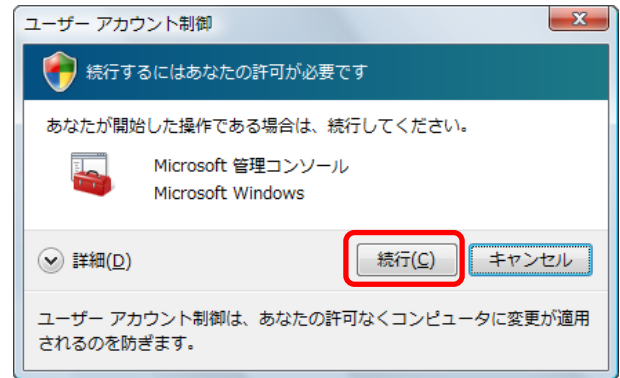 ユーザー アカウント制御
続行するにはあなたの許可が必要です
あなたが開始した操作である場合は、続行してください。
Microsoft 管理コンソール
Microsoft Windows
詳細(D)
続行(C)
キャンセル
ユーザー アカウント制御は、あなたの許可なくコンピュータに変更が適用
されるのを防ぎます。